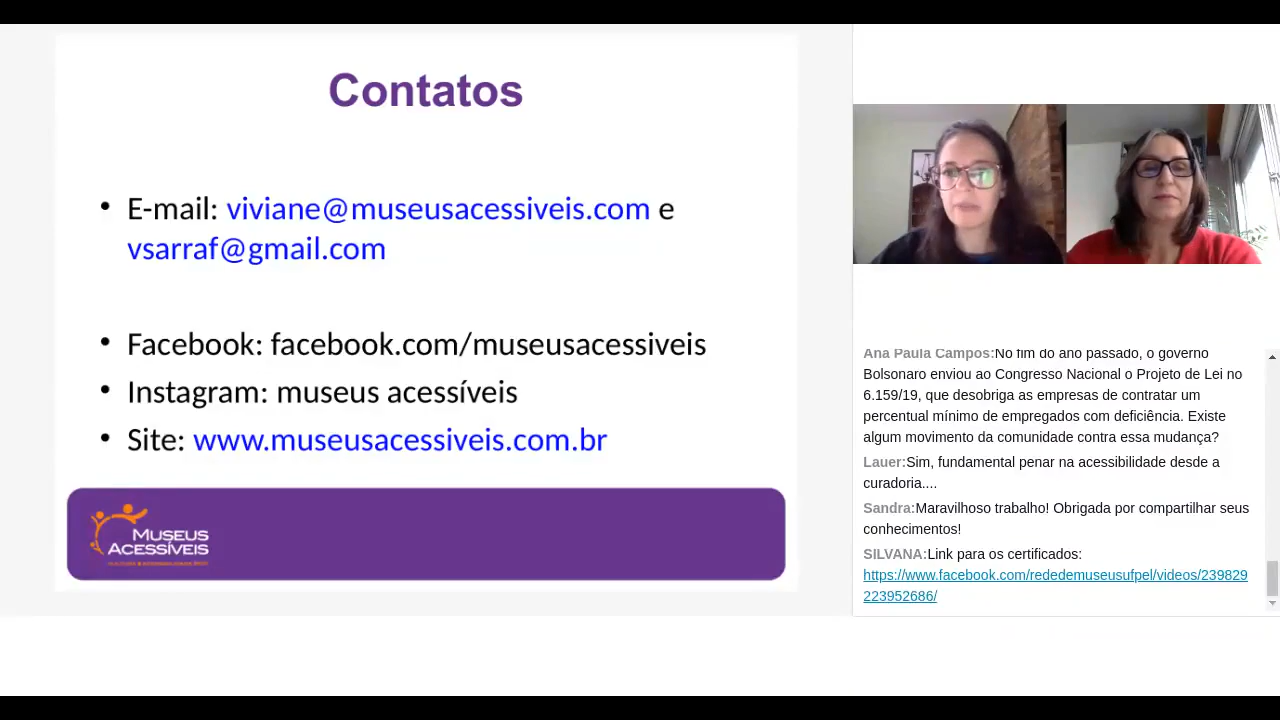 Contatos
• E-mail: viviane@museusacessiveis.com e
vsarraf@gmail.com
• Facebook: facebook.com/museusacessiveis
• Instagram: museus acessíveis
• Site: www.museusacessiveis.com.br
MUSEUS
ACESSÍVEIS
Ana Paula Campos:No fim do ano passado, o governo
Bolsonaro enviou ao Congresso Nacional o Projeto de Lei no
6.159/19, que desobriga as empresas de contratar um
percentual mínimo de empregados com deficiência. Existe
algum movimento da comunidade contra essa mudança?
Lauer:Sim, fundamental penar na acessibilidade desde a
curadoria....
Sandra:Maravilhoso trabalho! Obrigada por compartilhar seus
conhecimentos!
SILVANA:Link para os certificados:
https://www.facebook.com/rededemuseusufpel/videos/239829
223952686/